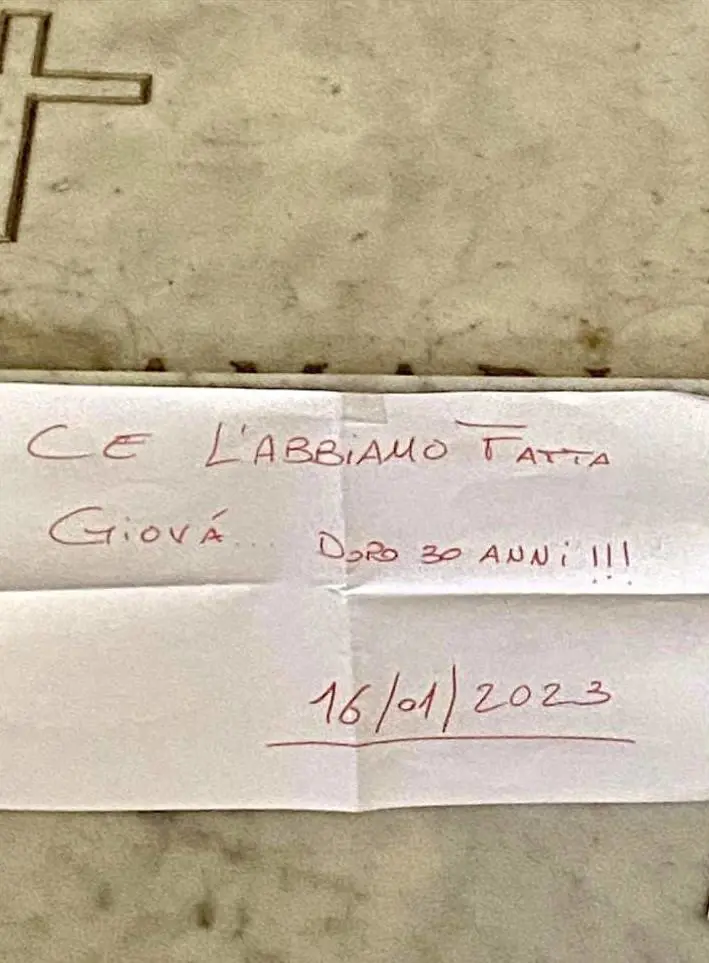 CE L'ABBIAMO FATTA
GIOVÁ... DOPO 30 ANNI!!!
16/01/2023